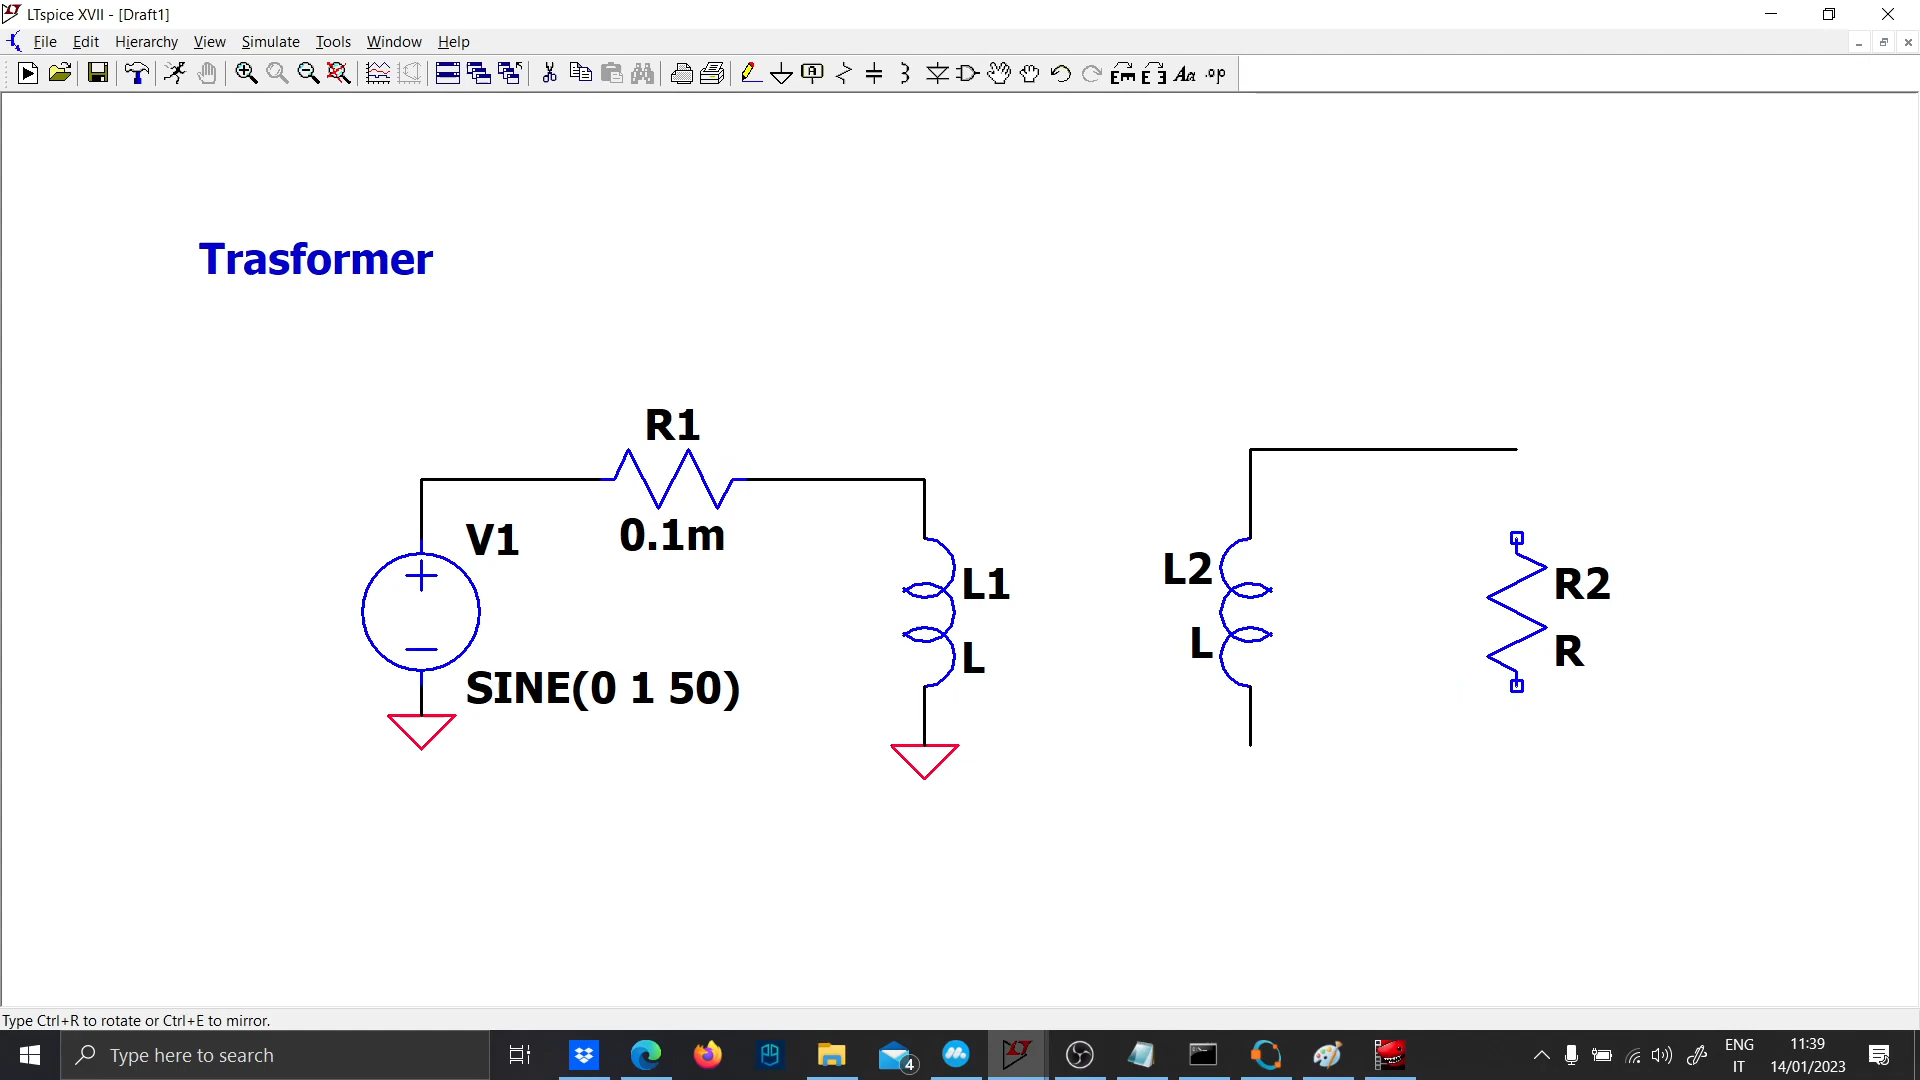 LTspice XVII - [Draft1]
File Edit Hierarchy View Simulate Tools Window Help
Trasformer
R1
0.1m
V1
SINE(0 1 50)
L1
L
L2
L
R2
R
Type Ctrl+R to rotate or Ctrl+E to mirror.
Type here to search
4
ENG
IT
11:39
14/01/2023